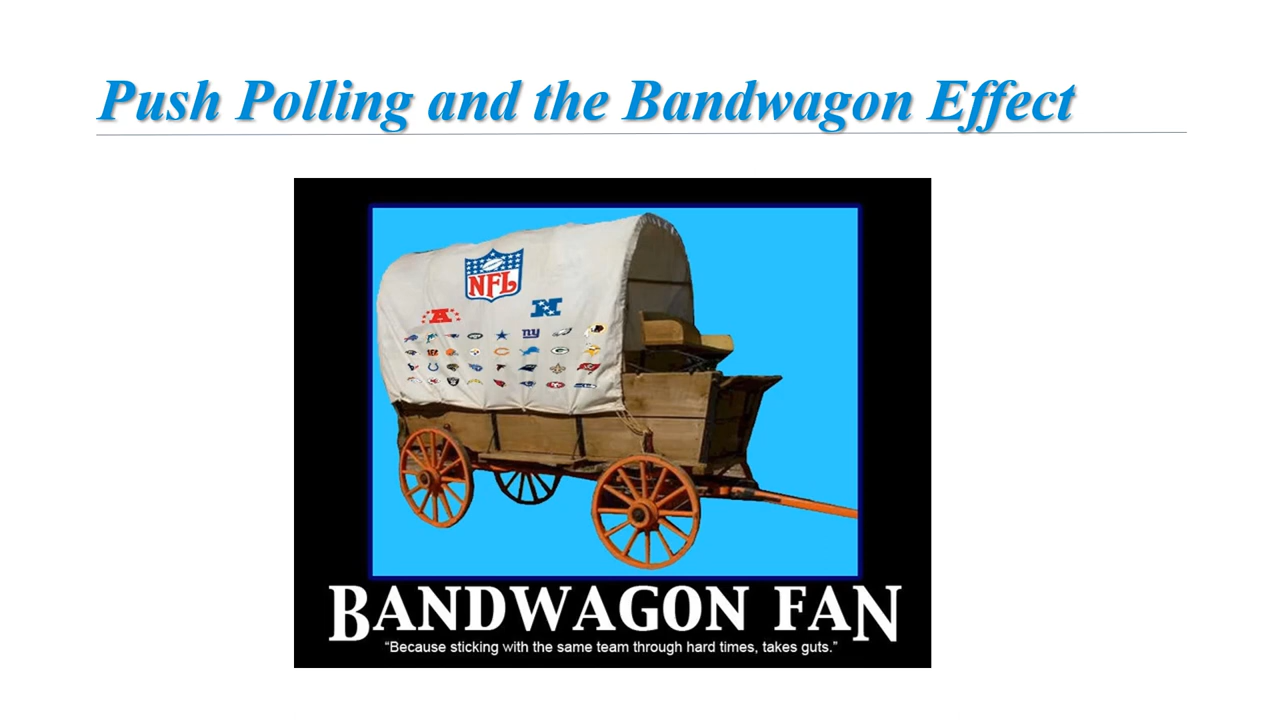 Push Polling and the Bandwagon Effect
NFL
A N
ny
BANDWAGON FAN
“Because sticking with the same team through hard times, takes guts.”